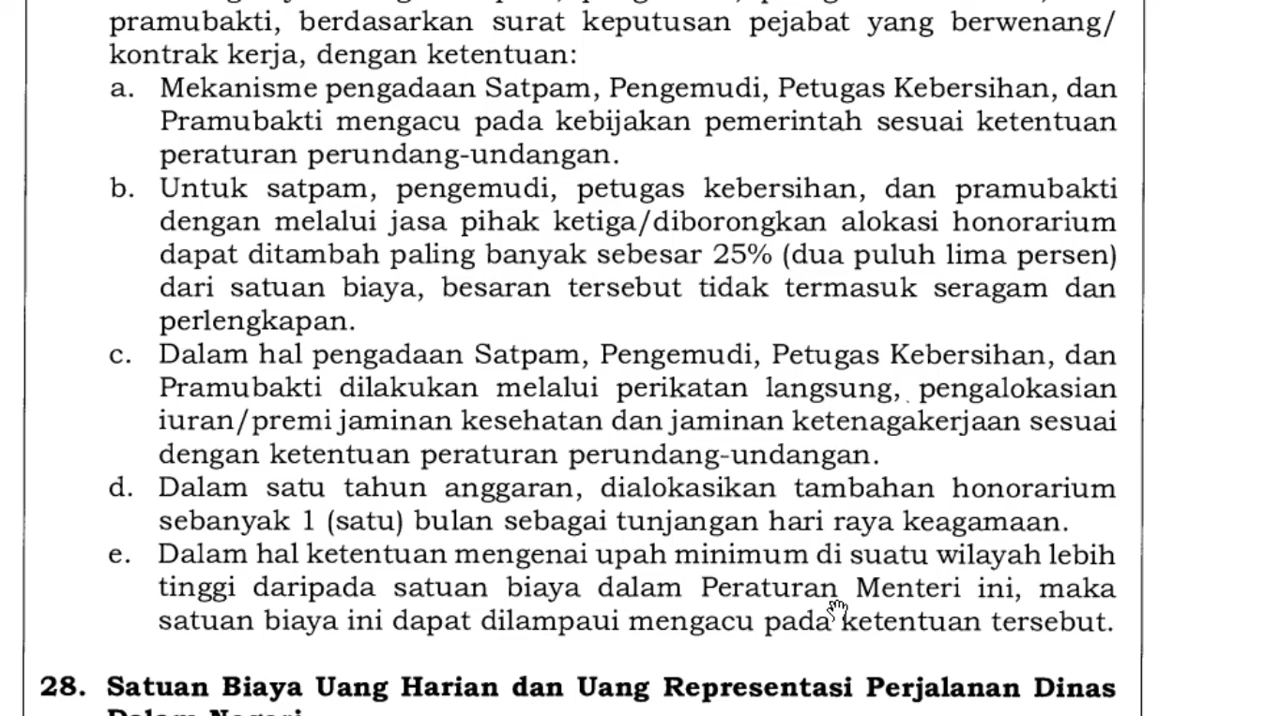 pramubakti, berdasarkan surat keputusan pejabat yang berwenang/
kontrak kerja, dengan ketentuan:
a. Mekanisme pengadaan Satpam, Pengemudi, Petugas Kebersihan, dan
Pramubakti mengacu pada kebijakan pemerintah sesuai ketentuan
peraturan perundang-undangan.
b. Untuk satpam, pengemudi, petugas kebersihan, dan pramubakti
dengan melalui jasa pihak ketiga/diborongkan alokasi honorarium
dapat ditambah paling banyak sebesar 25% (dua puluh lima persen)
dari satuan biaya, besaran tersebut tidak termasuk seragam dan
perlengkapan.
c. Dalam hal pengadaan Satpam, Pengemudi, Petugas Kebersihan, dan
Pramubakti dilakukan melalui perikatan langsung, pengalokasian
iuran/premi jaminan kesehatan dan jaminan ketenagakerjaan sesuai
dengan ketentuan peraturan perundang-undangan.
d. Dalam satu tahun anggaran, dialokasikan tambahan honorarium
sebanyak 1 (satu) bulan sebagai tunjangan hari raya keagamaan.
e. Dalam hal ketentuan mengenai upah minimum di suatu wilayah lebih
tinggi daripada satuan biaya dalam Peraturan Menteri ini, maka
satuan biaya ini dapat dilampaui mengacu pada ketentuan tersebut.
28. Satuan Biaya Uang Harian dan Uang Representasi Perjalanan Dinas
Dalam Negeri